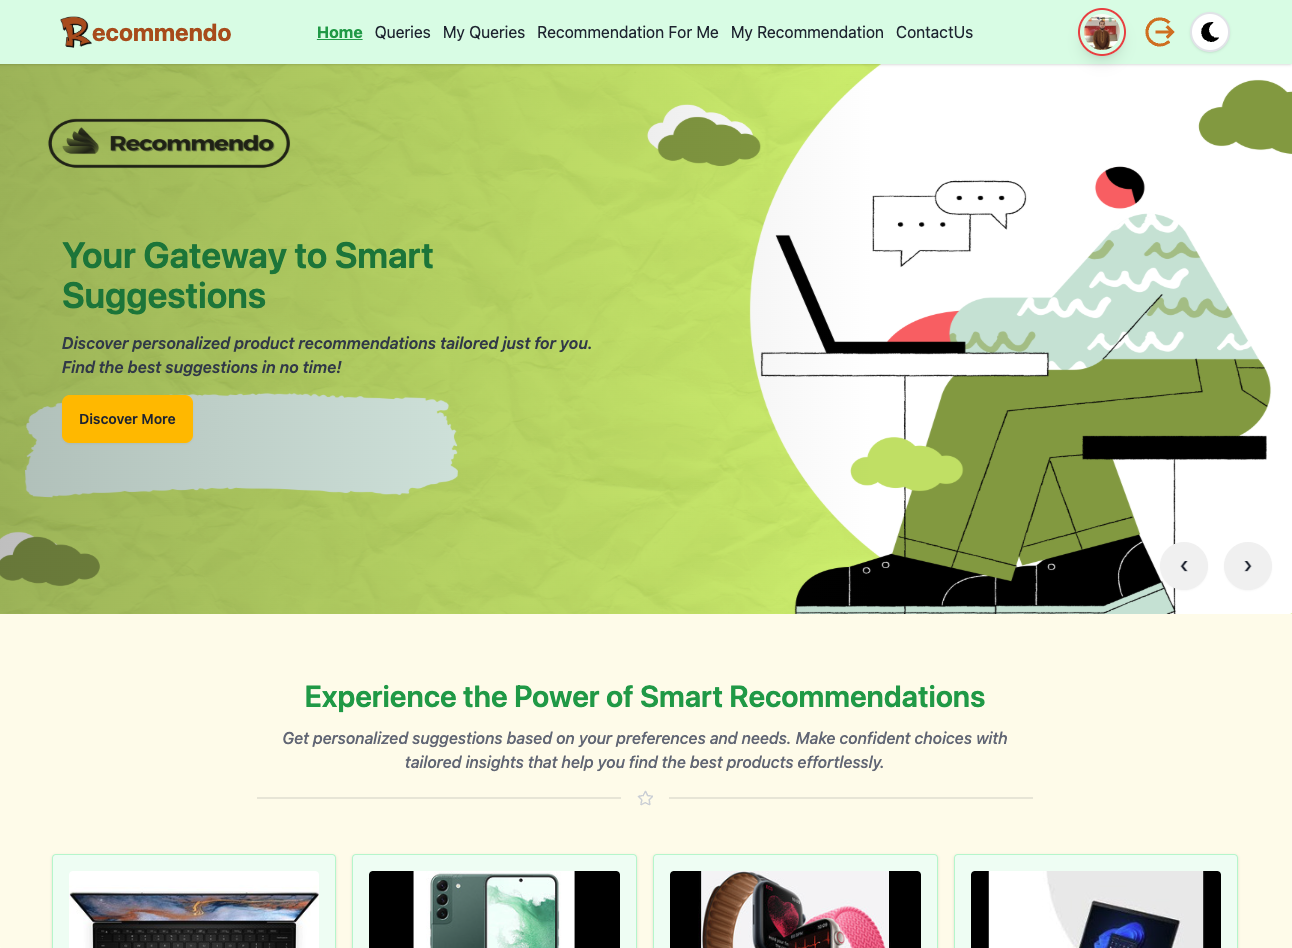 Recommendo
Home Queries My Queries Recommendation For Me My Recommendation ContactUs
Recommendo
Your Gateway to Smart
Suggestions
Discover personalized product recommendations tailored just for you.
Find the best suggestions in no time!
Discover More
‹ ›
Experience the Power of Smart Recommendations
Get personalized suggestions based on your preferences and needs. Make confident choices with
tailored insights that help you find the best products effortlessly.